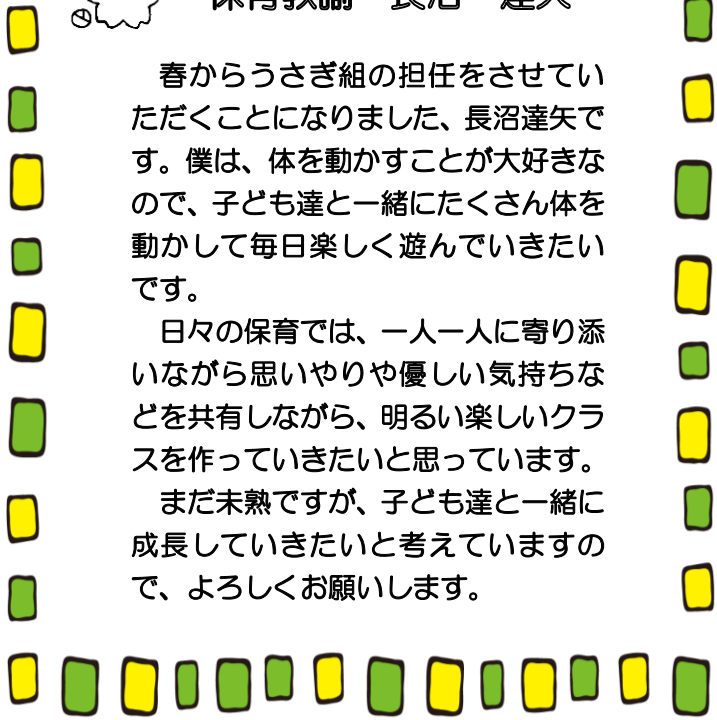 保育教諭　長沼　達矢
春からうさぎ組の担任をさせてい
ただくことになりました、長沼達矢で
す。僕は、体を動かすことが大好きな
ので、子ども達と一緒にたくさん体を
動かして毎日楽しく遊んでいきたい
です。
日々の保育では、一人一人に寄り添
いながら思いやりや優しい気持ちな
どを共有しながら、明るい楽しいクラ
スを作っていきたいと思っています。
まだ未熟ですが、子ども達と一緒に
成長していきたいと考えていますの
で、よろしくお願いします。